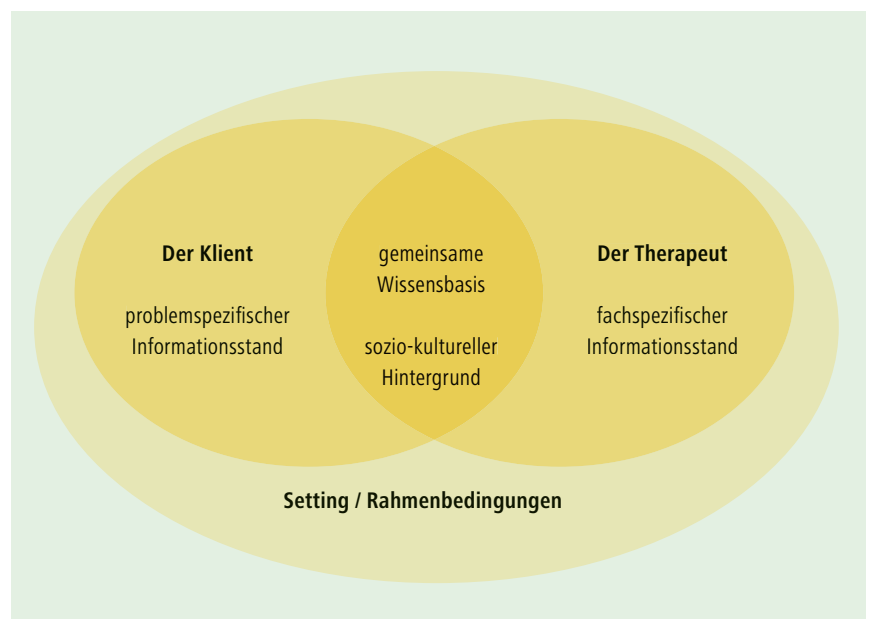 Der Klient
problemspezifischer
Informationsstand
gemeinsame
Wissensbasis
sozio-kultureller
Hintergrund
Der Therapeut
fachspezifischer
Informationsstand
Setting / Rahmenbedingungen